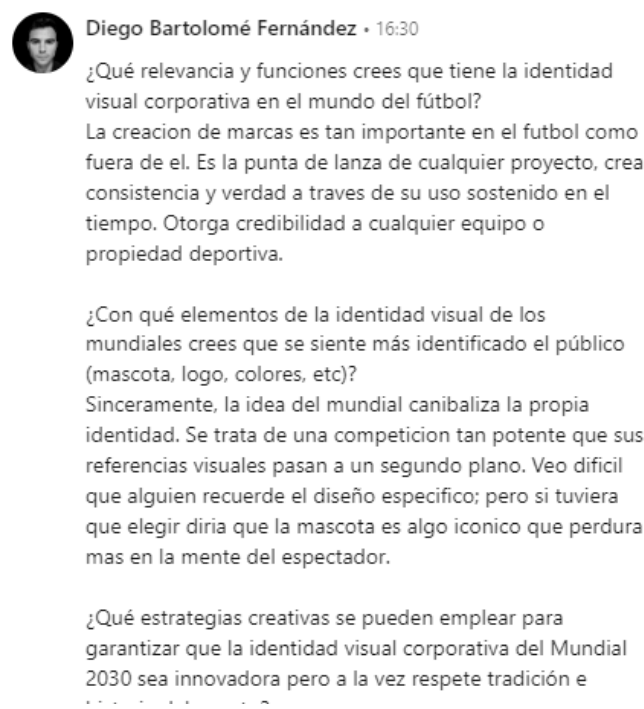 Diego Bartolomé Fernández • 16:30
¿Qué relevancia y funciones crees que tiene la identidad
visual corporativa en el mundo del fútbol?
La creacion de marcas es tan importante en el futbol como
fuera de el. Es la punta de lanza de cualquier proyecto, crea
consistencia y verdad a traves de su uso sostenido en el
tiempo. Otorga credibilidad a cualquier equipo o
propiedad deportiva.
¿Con qué elementos de la identidad visual de los
mundiales crees que se siente más identificado el público
(mascota, logo, colores, etc)?
Sinceramente, la idea del mundial canibaliza la propia
identidad. Se trata de una competicion tan potente que sus
referencias visuales pasan a un segundo plano. Veo dificil
que alguien recuerde el diseño especifico; pero si tuviera
que elegir diria que la mascota es algo iconico que perdura
mas en la mente del espectador.
¿Qué estrategias creativas se pueden emplear para
garantizar que la identidad visual corporativa del Mundial
2030 sea innovadora pero a la vez respete tradición e